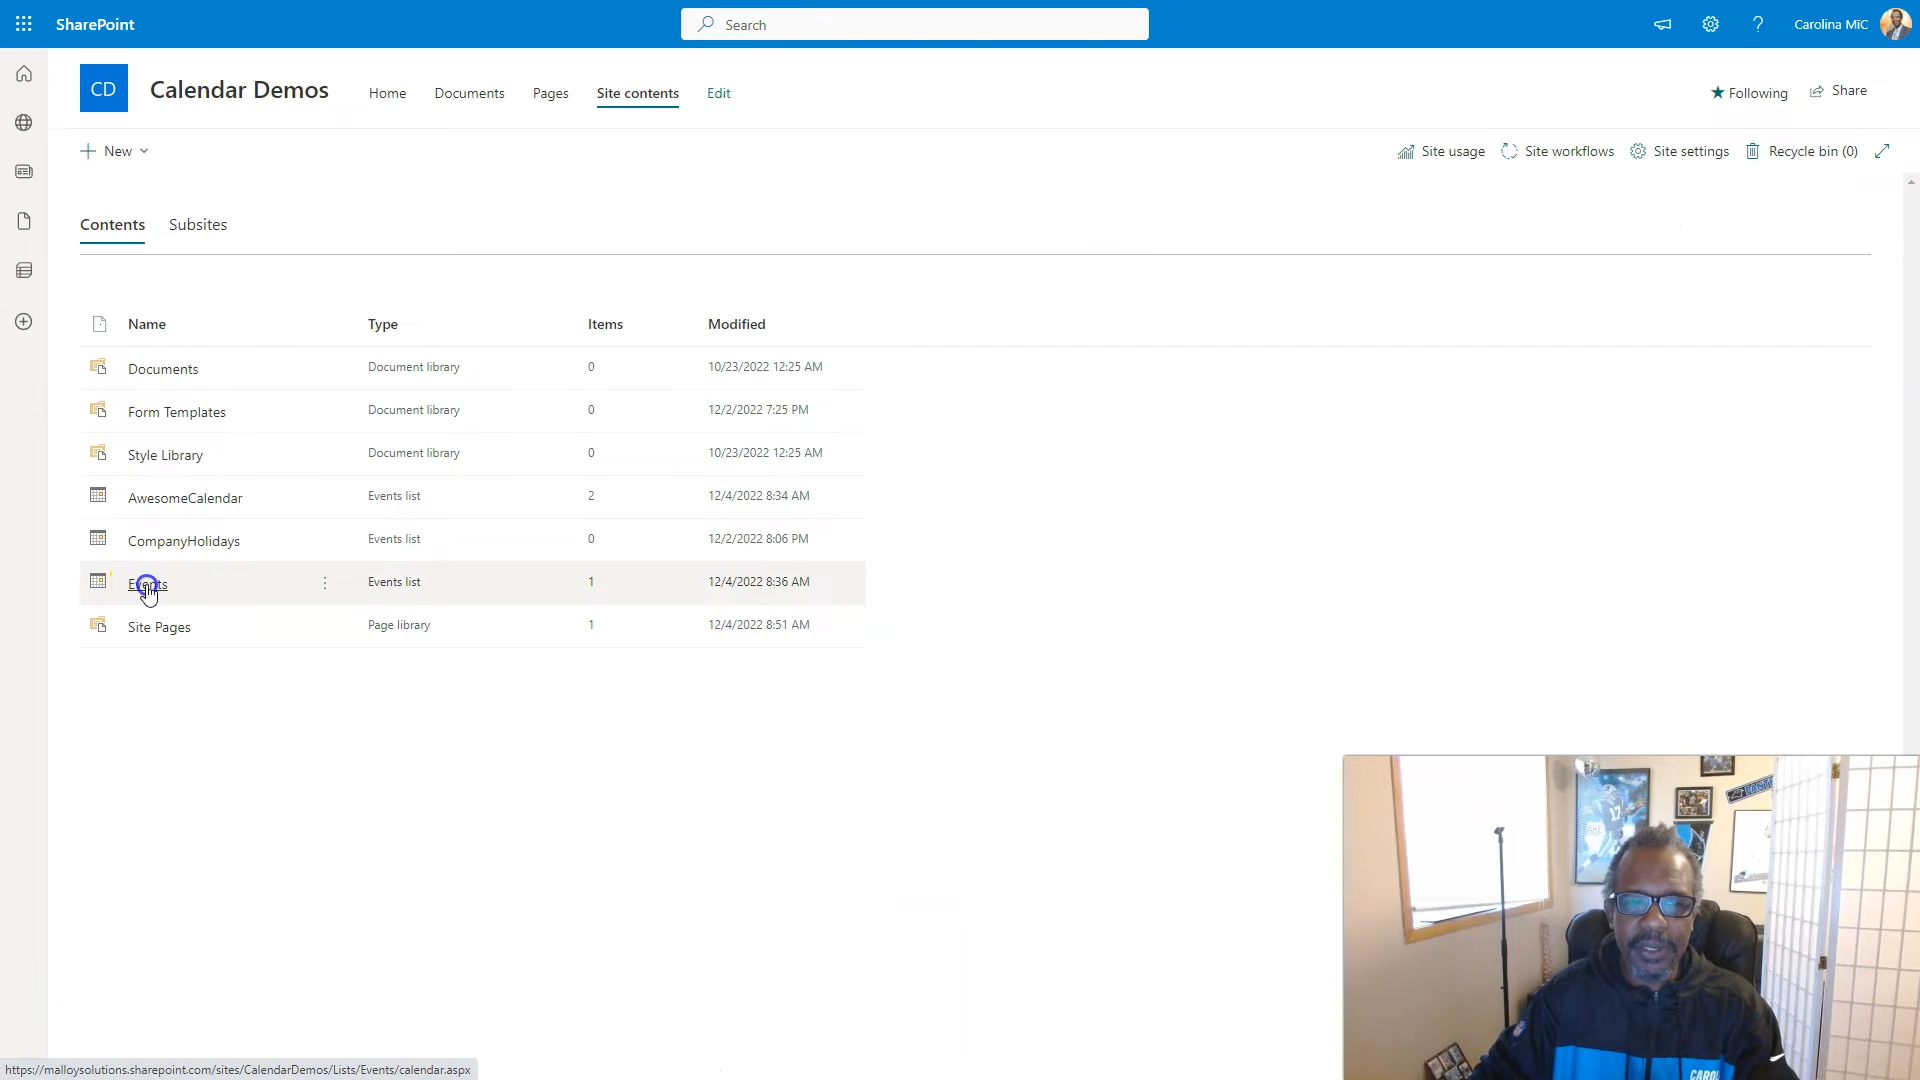 SharePoint
Search
Carolina MiC
CD
Calendar Demos
Home
Documents
Pages
Site contents
Edit
Following
Share
New
Site usage
Site workflows
Site settings
Recycle bin (0)
Contents
Subsites
Name Type Items Modified
Documents Document library 0 10/23/2022 12:25 AM
Form Templates Document library 0 12/2/2022 7:25 PM
Style Library Document library 0 10/23/2022 12:25 AM
AwesomeCalendar Events list 2 12/4/2022 8:34 AM
CompanyHolidays Events list 0 12/2/2022 8:06 PM
Events Events list 1 12/4/2022 8:36 AM
Site Pages Page library 1 12/4/2022 8:51 AM
17
https://malloysolutions.sharepoint.com/sites/CalendarDemos/Lists/Events/calendar.aspx